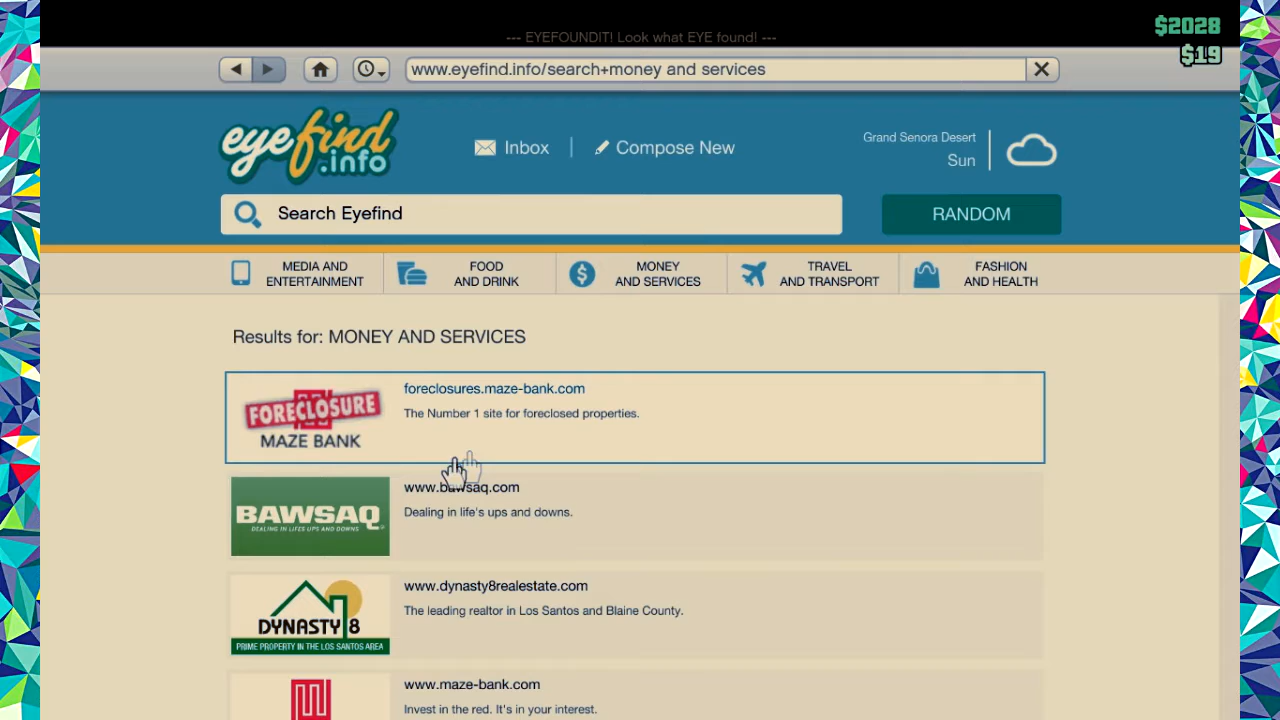 $2028
--- EYEFOUNDIT! Look what EYE found! ---
$19
www.eyefind.info/search+money and services
eyefind
.info
Inbox
Compose New
Grand Senora Desert
Sun
Search Eyefind
RANDOM
MEDIA AND
ENTERTAINMENT
FOOD
AND DRINK
MONEY
AND SERVICES
TRAVEL
AND TRANSPORT
FASHION
AND HEALTH
Results for: MONEY AND SERVICES
FORECLOSURE
MAZE BANK
foreclosures.maze-bank.com
The Number 1 site for foreclosed properties.
BAWSAQ
DEALING IN LIFE'S UPS AND DOWNS
www.bawsaq.com
Dealing in life's ups and downs.
DYNASTY 8
PRIME PROPERTY IN THE LOS SANTOS AREA
www.dynasty8realestate.com
The leading realtor in Los Santos and Blaine County.
www.maze-bank.com
Invest in the red. It's in your interest.